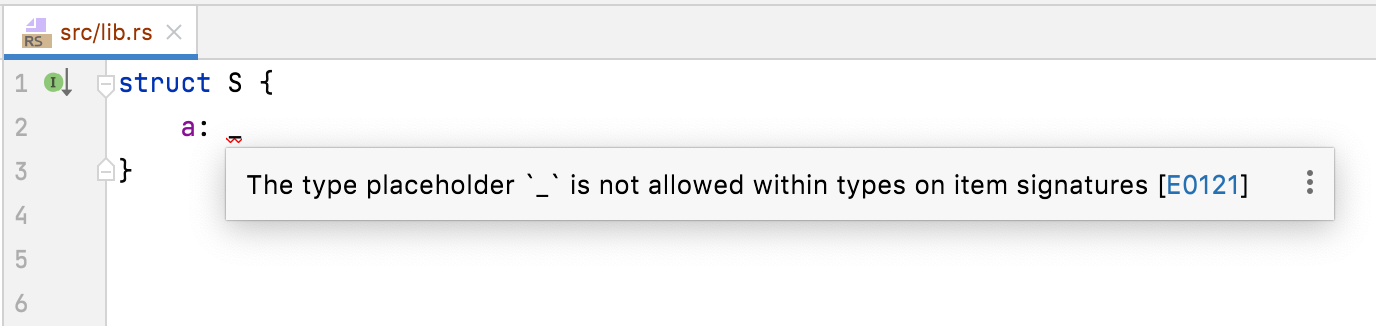 RS src/lib.rs
1 I struct S {
2 a: _
3 }
The type placeholder `_` is not allowed within types on item signatures [E0121]
4
5
6